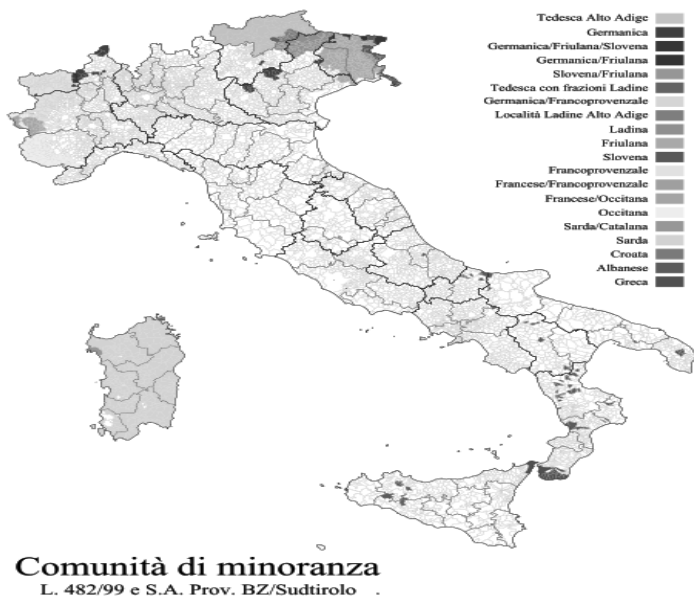 Tedesca Alto Adige
Germanica
Germanica/Friulana/Slovena
Germanica/Friulana
Slovena/Friulana
Tedesca con frazioni Ladine
Germanica/Francoprovenzale
Località Ladine Alto Adige
Ladina
Friulana
Slovena
Francoprovenzale
Francese/Francoprovenzale
Francese/Occitana
Occitana
Sarda/Catalana
Sarda
Croata
Albanese
Greca
Comunità di minoranza
L. 482/99 e S.A. Prov. BZ/Sudtirolo .